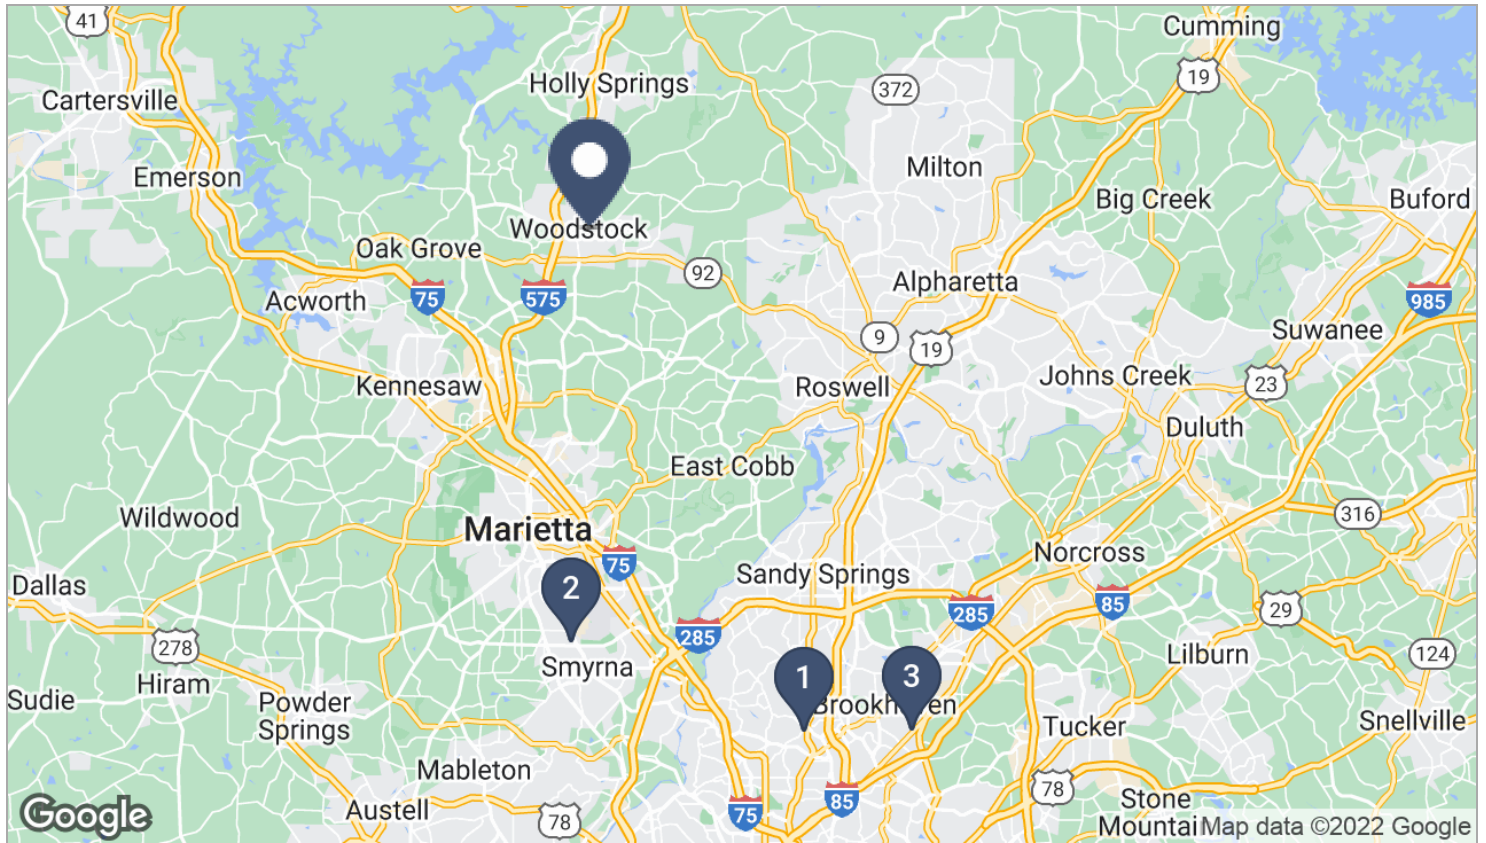 41
Cumming
19
Holly Springs
372
Cartersville
Milton
Emerson
Big Creek
Buford
Woodstock
Oak Grove
92
Alpharetta
75
575
985
Acworth
Suwanee
9
19
Kennesaw
Roswell
Johns Creek
23
Duluth
East Cobb
Wildwood
316
Marietta
Norcross
75
Sandy Springs
Dallas
2
85
285
29
285
278
Smyrna
Lilburn
124
Hiram
1
3
Sudie
Powder
Springs
Brookhaven
Tucker
Snellville
Mableton
78
Austell
75
85
Stone
Mountai
78
Google
Map data ©2022 Google